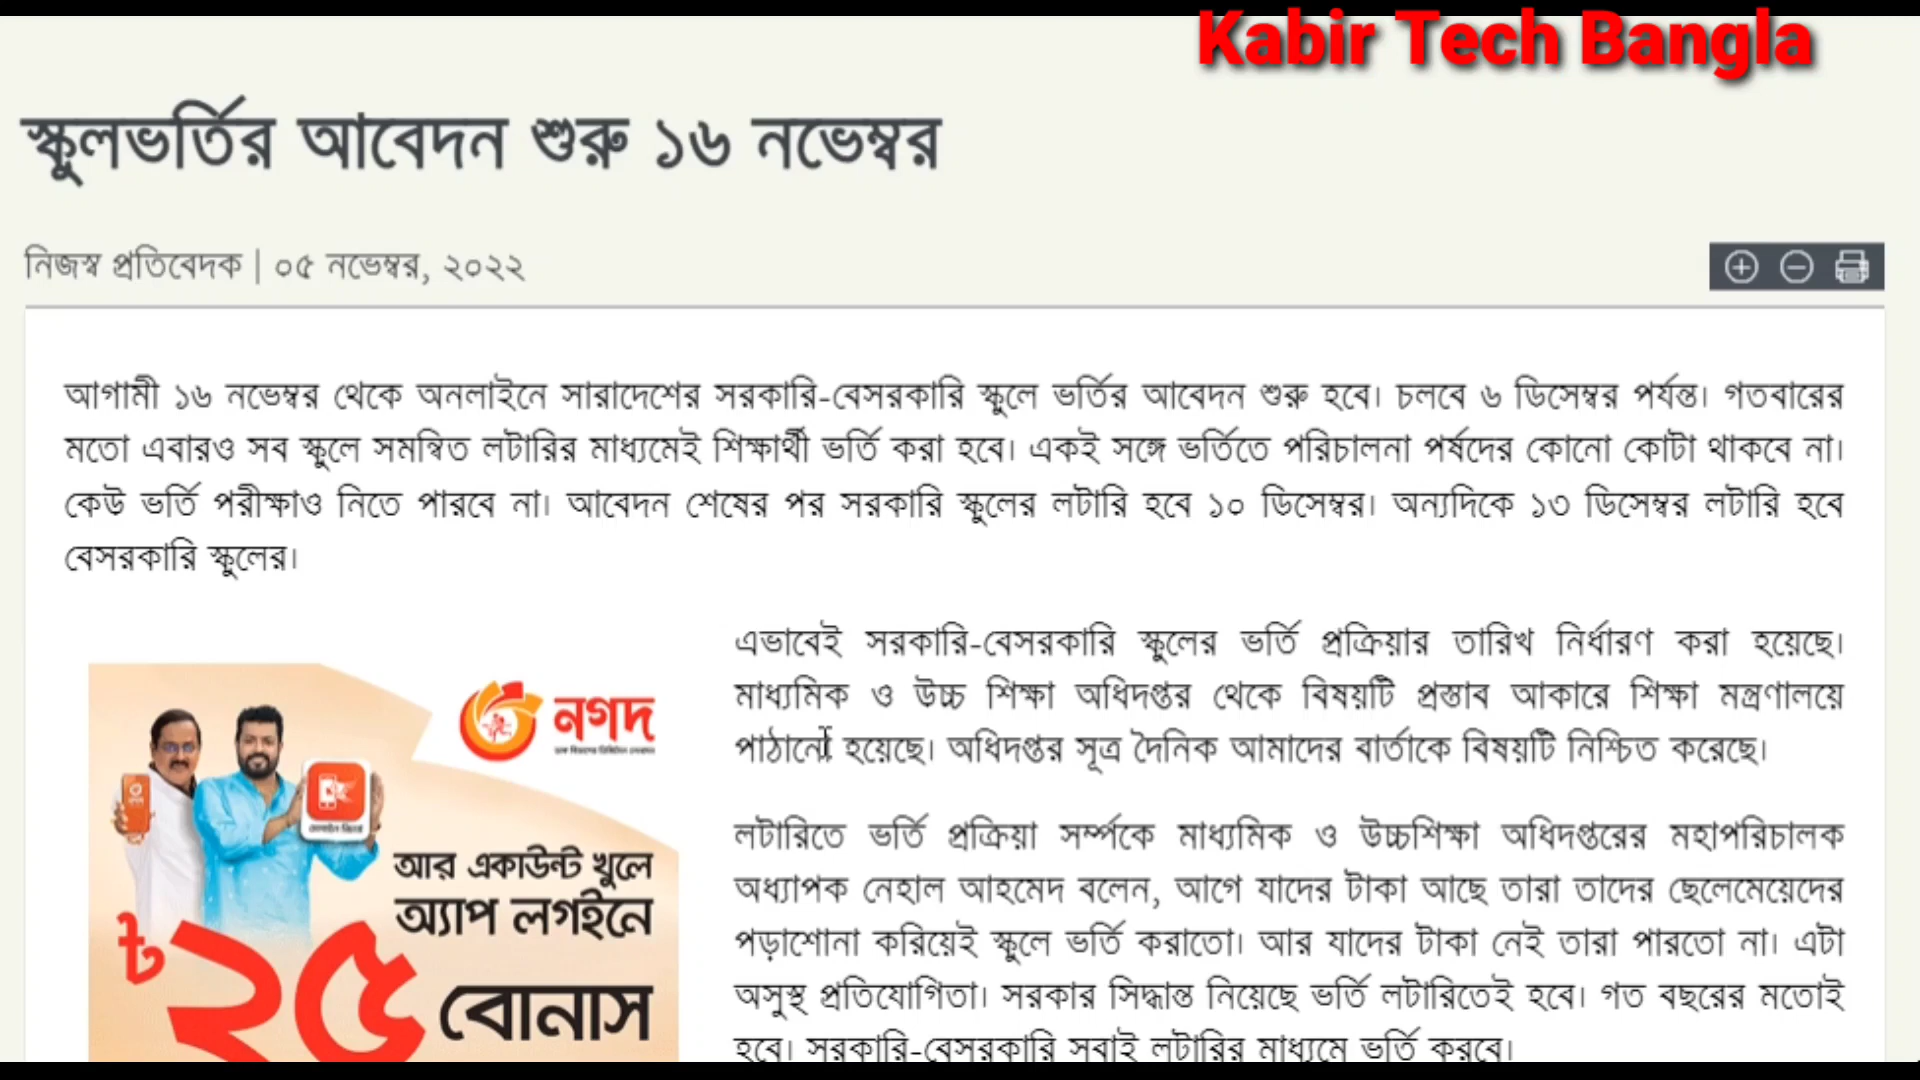 Kabir Tech Bangla
স্কুলভর্তির আবেদন শুরু ১৬ নভেম্বর
নিজস্ব প্রতিবেদক | ০৫ নভেম্বর, ২০২২
আগামী ১৬ নভেম্বর থেকে অনলাইনে সারাদেশের সরকারি-বেসরকারি স্কুলে ভর্তির আবেদন শুরু হবে। চলবে ৬ ডিসেম্বর পর্যন্ত। গতবারের
মতো এবারও সব স্কুলে সমন্বিত লটারির মাধ্যমেই শিক্ষার্থী ভর্তি করা হবে। একই সঙ্গে ভর্তিতে পরিচালনা পর্ষদের কোনো কোটা থাকবে না।
কেউ ভর্তি পরীক্ষাও নিতে পারবে না। আবেদন শেষের পর সরকারি স্কুলের লটারি হবে ১০ ডিসেম্বর। অন্যদিকে ১৩ ডিসেম্বর লটারি হবে
বেসরকারি স্কুলের।
এভাবেই সরকারি-বেসরকারি স্কুলের ভর্তি প্রক্রিয়ার তারিখ নির্ধারণ করা হয়েছে।
মাধ্যমিক ও উচ্চ শিক্ষা অধিদপ্তর থেকে বিষয়টি প্রস্তাব আকারে শিক্ষা মন্ত্রণালয়ে
পাঠানো হয়েছে। অধিদপ্তর সূত্র দৈনিক আমাদের বার্তাকে বিষয়টি নিশ্চিত করেছে।
লটারিতে ভর্তি প্রক্রিয়া সর্ম্পকে মাধ্যমিক ও উচ্চশিক্ষা অধিদপ্তরের মহাপরিচালক
অধ্যাপক নেহাল আহমেদ বলেন, আগে যাদের টাকা আছে তারা তাদের ছেলেমেয়েদের
পড়াশোনা করিয়েই স্কুলে ভর্তি করাতো। আর যাদের টাকা নেই তারা পারতো না। এটা
অসুস্থ প্রতিযোগিতা। সরকার সিদ্ধান্ত নিয়েছে ভর্তি লটারিতেই হবে। গত বছরের মতোই
হবে। সরকারি-বেসরকারি সবাই লটারির মাধ্যমে ভর্তি করবে।
নগদ
আর একাউন্ট খুলে
অ্যাপ লগইনে
৳২৫
বোনাস